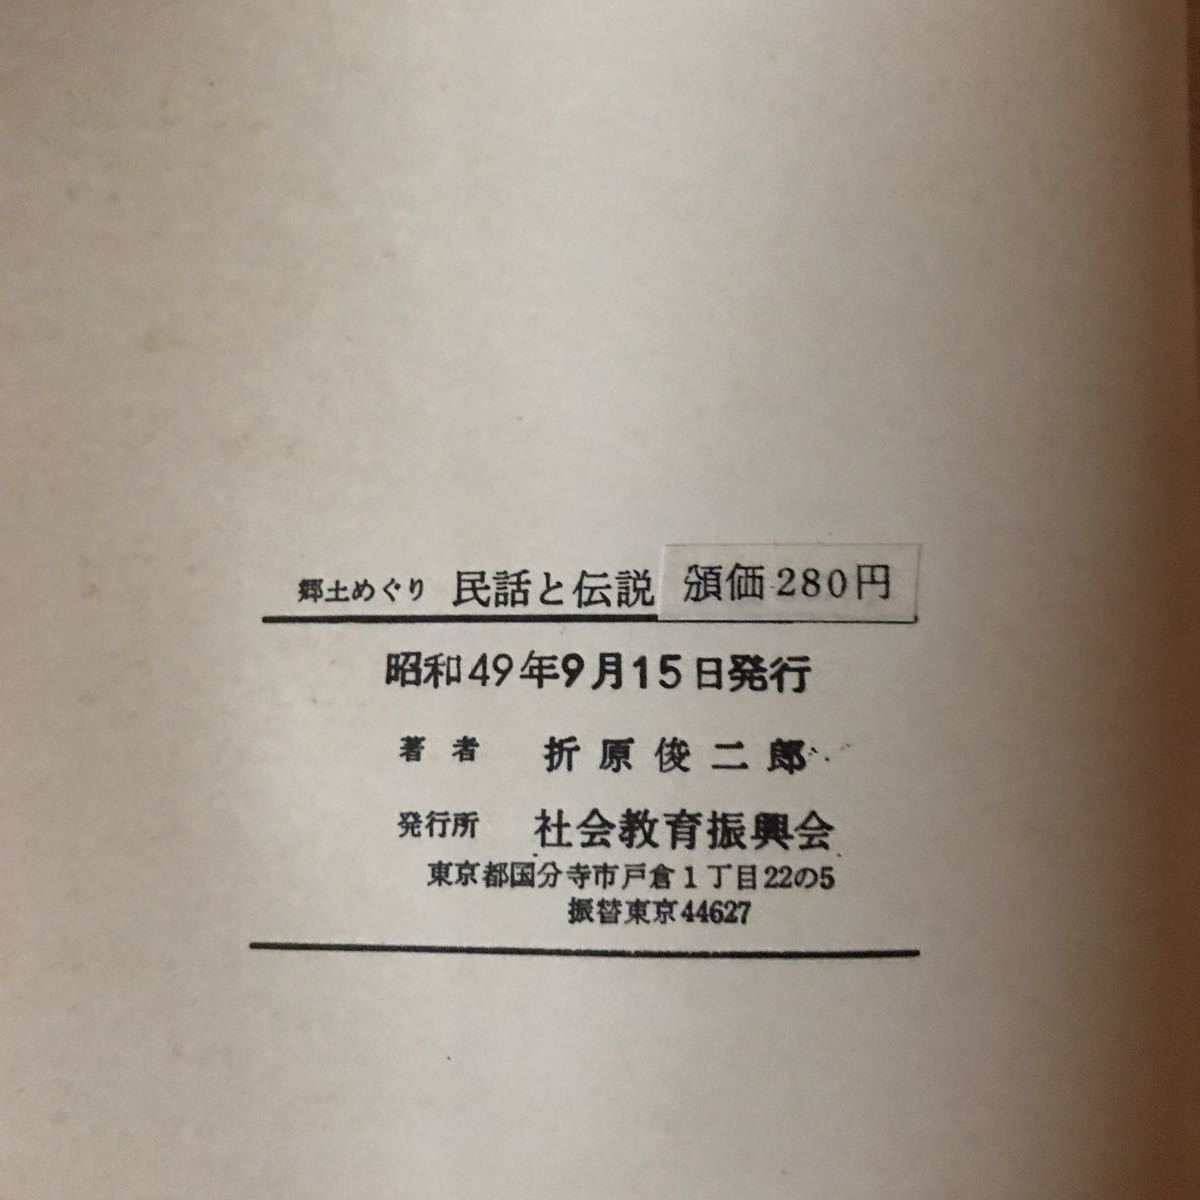 郷土めぐり 民話と伝説 頒価 280円
昭和49年9月15日発行
著者 折原俊二郎
発行所 社会教育振興会
東京都国分寺市戸倉1丁目22の5
振替東京44627